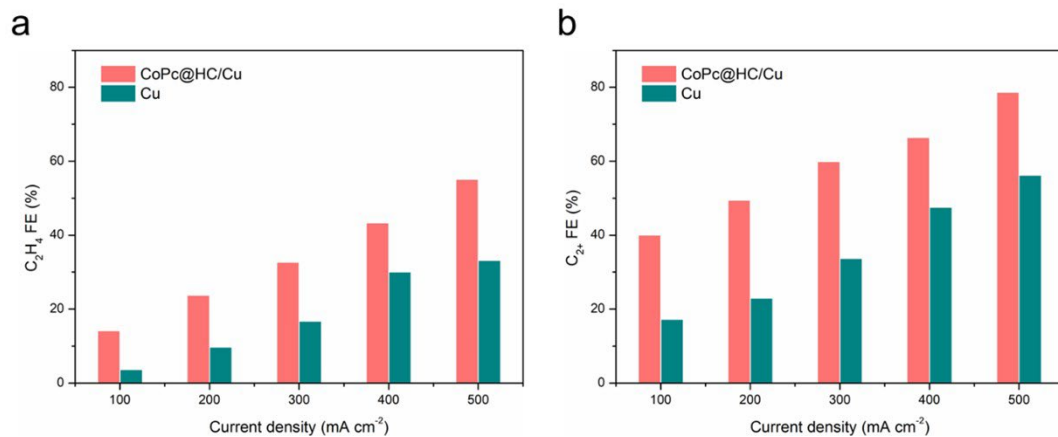 a
CoPc@HC/Cu
Cu
C₂H₄ FE (%)
80
60
40
20
0
100 200 300 400 500
Current density (mA cm⁻²)
b
CoPc@HC/Cu
Cu
C₂₊ FE (%)
80
60
40
20
0
100 200 300 400 500
Current density (mA cm⁻²)